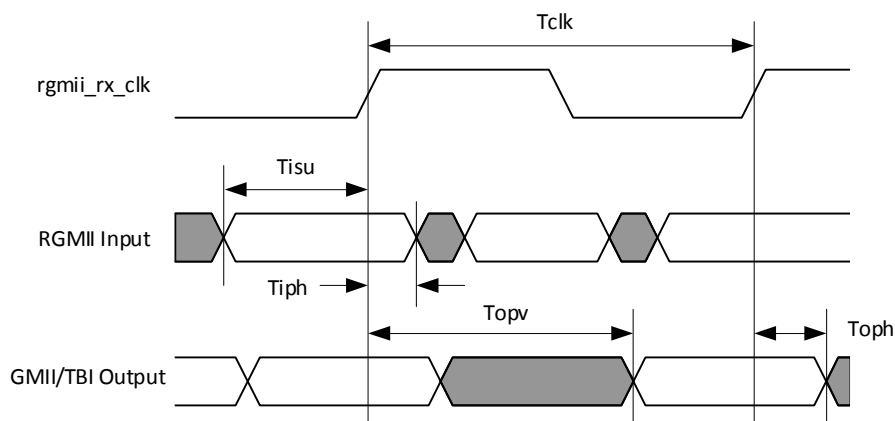 Tclk
rgmii_rx_clk
Tisu
RGMII Input
Tiph
Topv
Toph
GMII/TBI Output